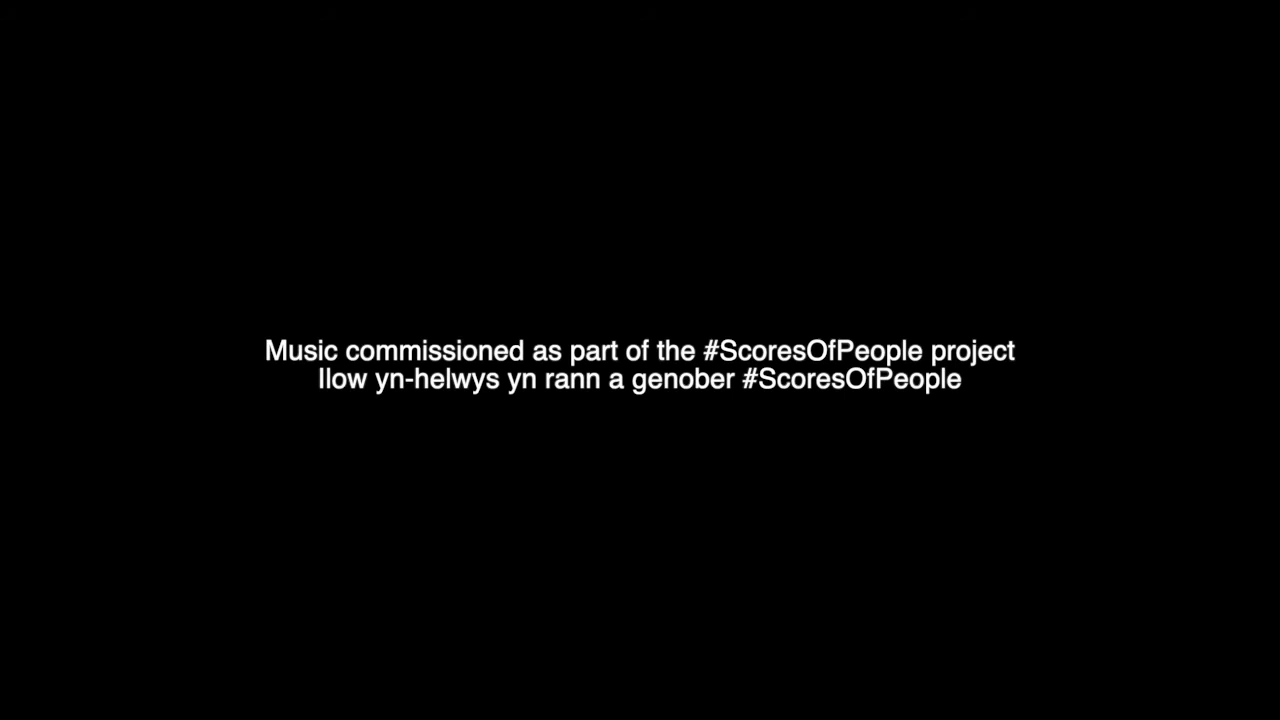 Music commissioned as part of the #ScoresOfPeople project
Ilow yn-helwys yn rann a genober #ScoresOfPeople